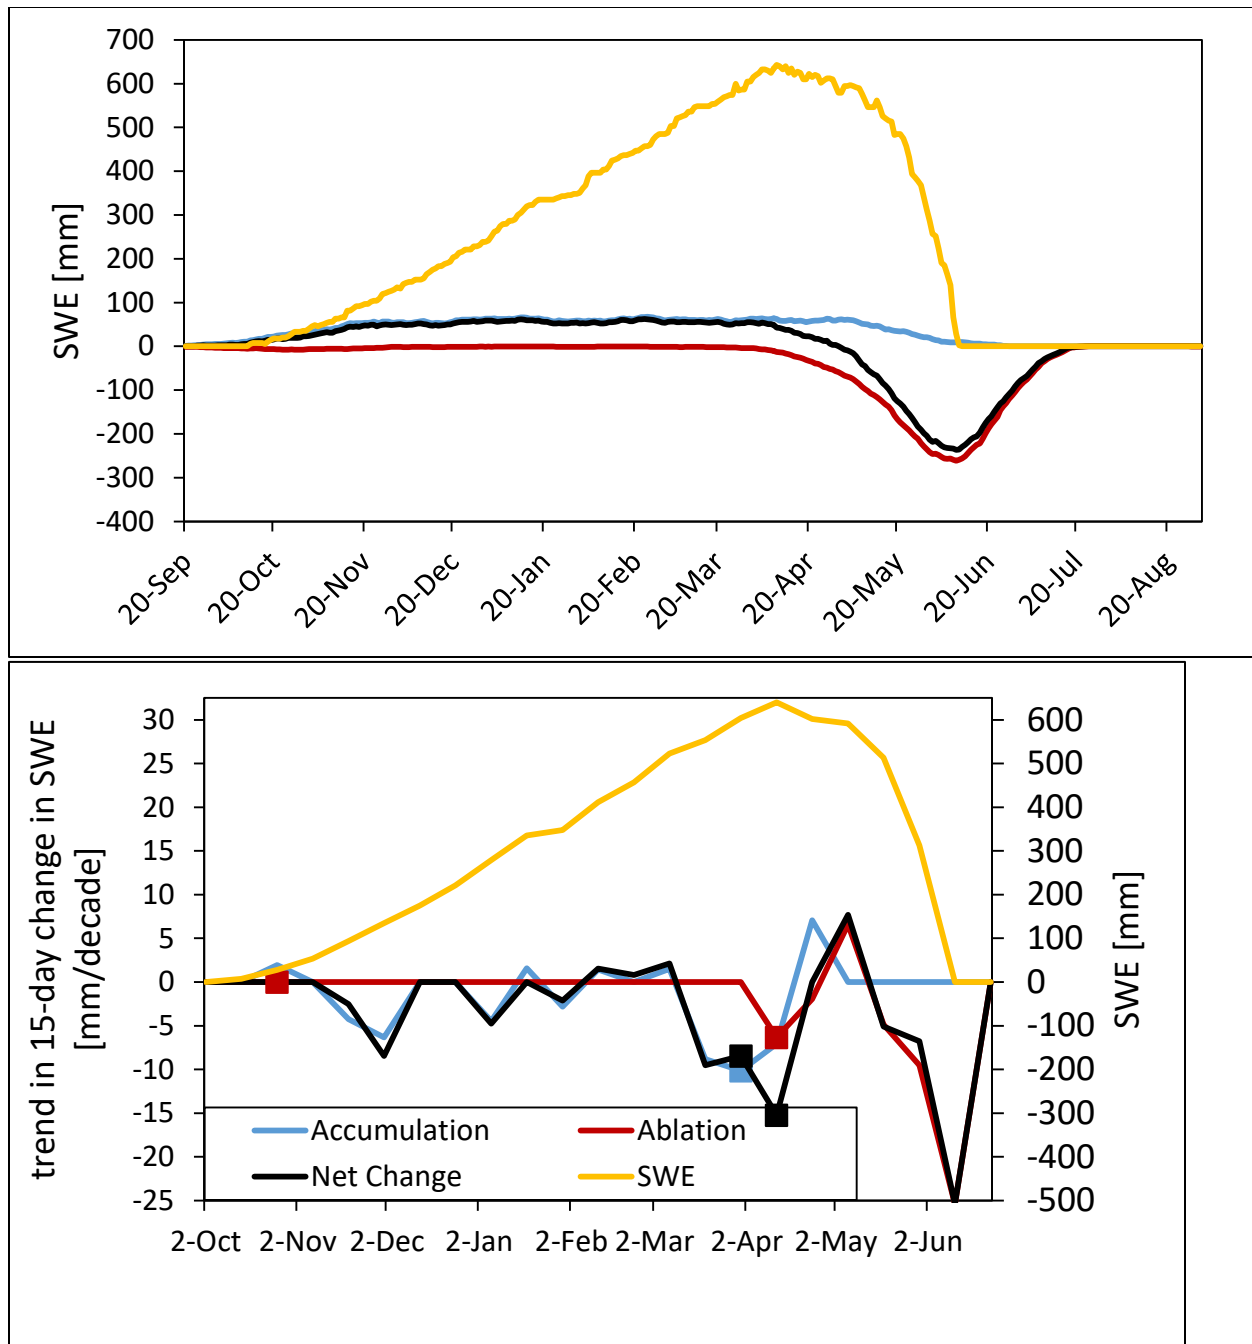 700
600
500
400
300
200
100
0
-100
-200
-300
-400
SWE [mm]
20-Sep
20-Oct
20-Nov
20-Dec
20-Jan
20-Feb
20-Mar
20-Apr
20-May
20-Jun
20-Jul
20-Aug
trend in 15-day change in SWE
[mm/decade]
30
25
20
15
10
5
0
-5
-10
-15
-20
-25
600
500
400
300
200
100
0
-100
-200
-300
-400
-500
SWE [mm]
Accumulation
Ablation
Net Change
SWE
2-Oct
2-Nov
2-Dec
2-Jan
2-Feb
2-Mar
2-Apr
2-May
2-Jun